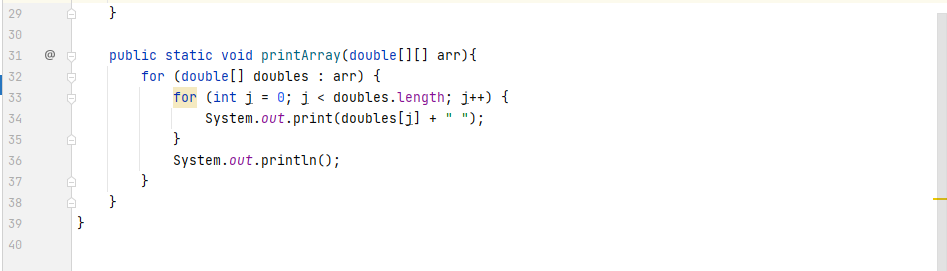 29 }
30
31 @ public static void printArray(double[][] arr){
32 for (double[] doubles : arr) {
33 for (int j = 0; j < doubles.length; j++) {
34 System.out.print(doubles[j] + " ");
35 }
36 System.out.println();
37 }
38 }
39 }
40